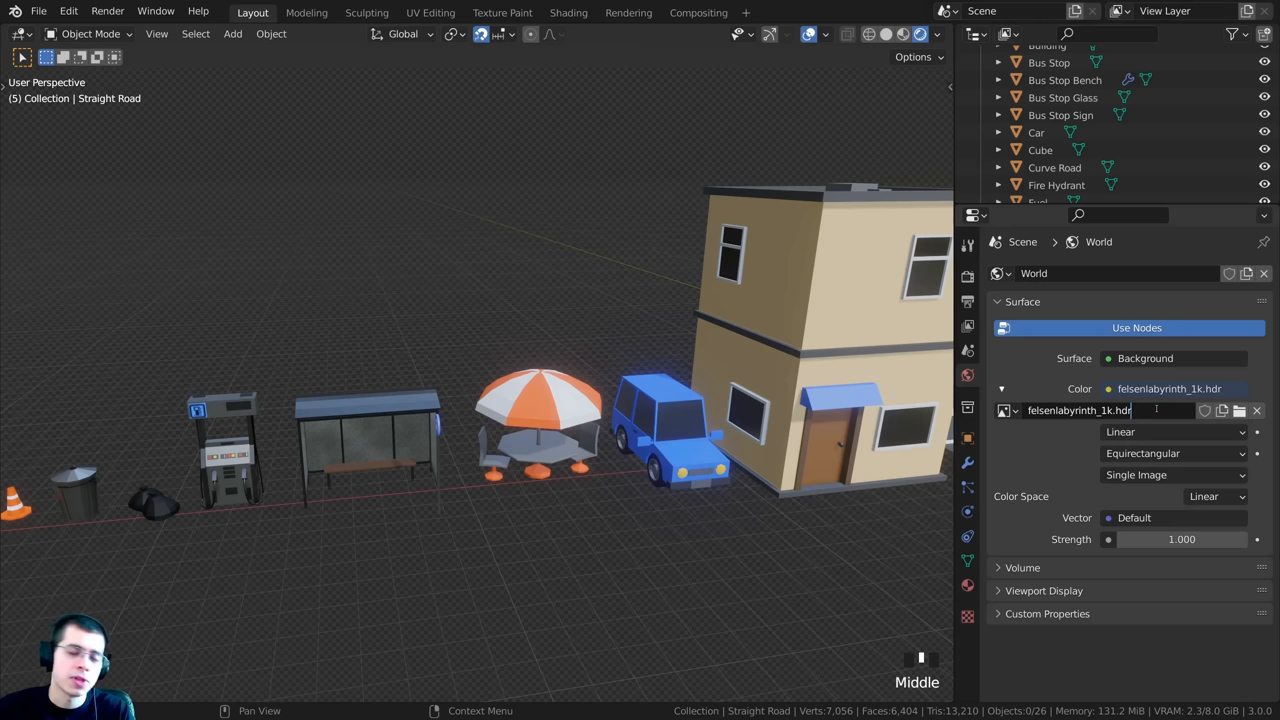 File Edit Render Window Help Layout Modeling Sculpting UV Editing Texture Paint Shading Rendering Compositing + Scene View Layer
Object Mode View Select Add Object Global
Options
User Perspective
(5) Collection | Straight Road
Building
Bus Stop
Bus Stop Bench
Bus Stop Glass
Bus Stop Sign
Car
Cube
Curve Road
Fire Hydrant
Fuel
Scene > World
World
Surface
Use Nodes
Surface Background
Color felsenlabyrinth_1k.hdr
felsenlabyrinth_1k.hdr
Linear
Equirectangular
Single Image
Color Space Linear
Vector Default
Strength 1.000
Volume
Viewport Display
Custom Properties
Middle
Pan View Context Menu Collection | Straight Road | Verts:7,056 | Faces:6,404 | Tris:13,210 | Objects:0/26 | Memory: 131.2 MiB | VRAM: 2.3/8.0 GiB | 3.0.0